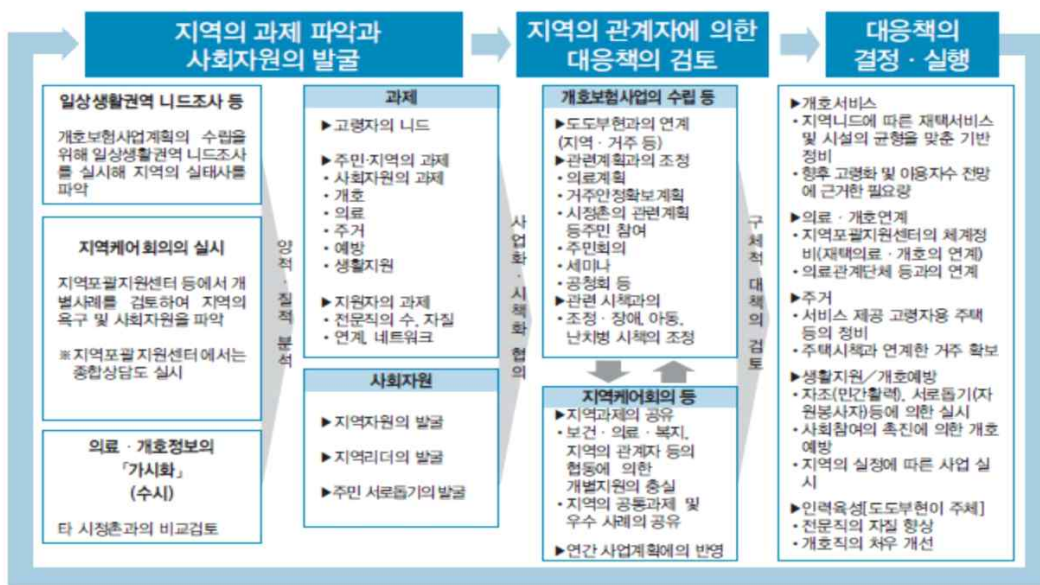 지역의 과제 파악과
사회자원의 발굴
지역의 관계자에 의한
대응책의 검토
대응책의
결정 · 실행
일상생활권역 니드조사 등
개호보험사업계획의 수립을
위해 일상생활권역 니드조사
를 실시해 지역의 실태사를
파악
지역케어회의의 실시
지역포괄지원센터 등에서 개
별사례를 검토하여 지역의
욕구 및 사회자원을 파악
※지역포괄지원센터에서는
종합상담도 실시
의료 · 개호정보의
「가시화」
(수시)
타 시정촌과의 비교검토
양적 · 질적 분석
과제
▶고령자의 니드
▶주민·지역의 과제
• 사회자원의 과제
• 개호
• 의료
• 주거
• 예방
• 생활지원
▶지원자의 과제
• 전문직의 수, 자질
• 연계, 네트워크
사회자원
▶지역자원의 발굴
▶지역리더의 발굴
▶주민 서로돕기의 발굴
사업화 · 시책화 협의
개호보험사업의 수립 등
▶도도부현과의 연계
(지역 · 거주 등)
▶관련계획과의 조정
• 의료계획
• 거주안정확보계획
• 시정촌의 관련계획
등주민 참여
• 주민회의
• 세미나
• 공청회 등
▶관련 시책과의
• 조정 · 장애, 아동,
난치병 시책의 조정
지역케어회의 등
▶지역과제의 공유
• 보건 · 의료 · 복지,
지역의 관계자 등의
협동에 의한
개별지원의 충실
• 지역의 공통과제 및
우수 사례의 공유
▶연간 사업계획에의 반영
구체적 대책의 검토
▶개호서비스
• 지역니드에 따른 재택서비스
및 시설의 균형을 맞춘 기반
정비
• 향후 고령화 및 이용자수 전망
에 근거한 필요량
▶의료 · 개호연계
• 지역포괄지원센터의 체계정
비(재택의료 · 개호의 연계)
• 의료관계단체 등과의 연계
▶주거
• 서비스 제공 고령자용 주택
등의 정비
• 주택시책과 연계한 거주 확보
▶생활지원／개호예방
• 자조(민간활력), 서로돕기(자
원봉사자)등에 의한 실시
• 사회참여의 촉진에 의한 개호
예방
• 지역의 실정에 따른 사업 실
시
▶인력육성[도도부현이 주체]
• 전문직의 자질 향상
• 개호직의 처우 개선